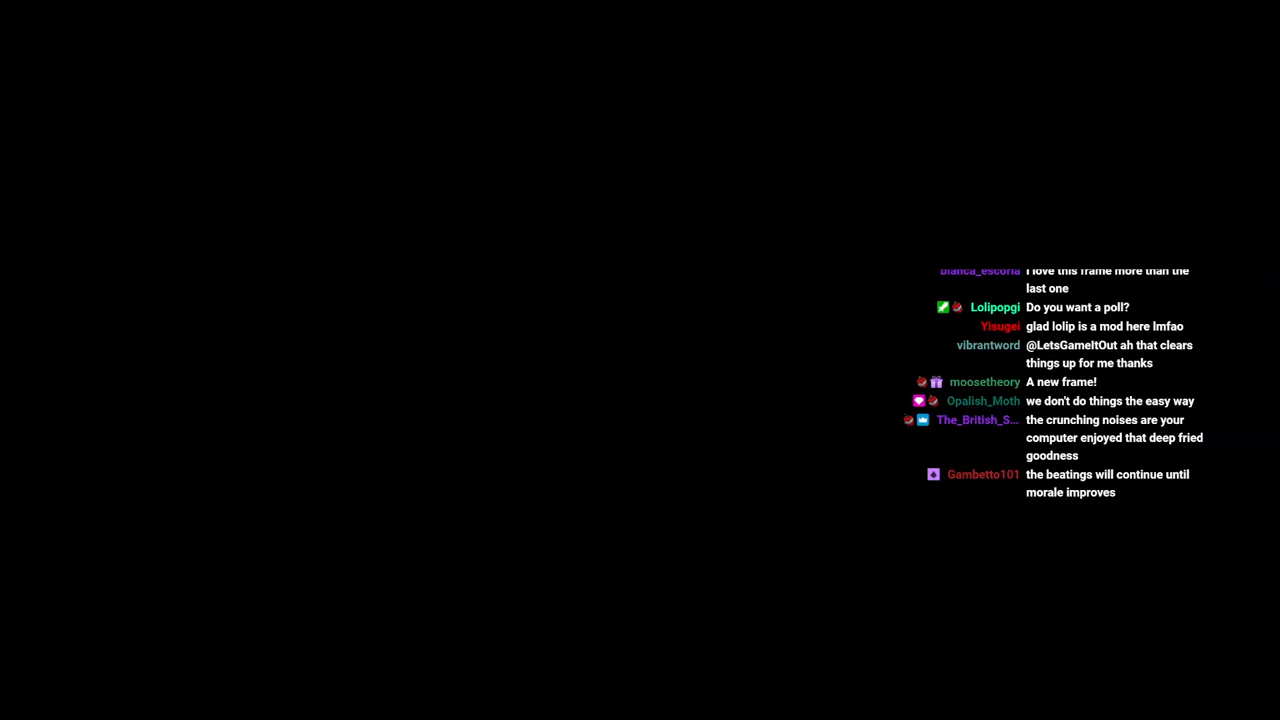 bianca_escoria I love this frame more than the
last one
Lolipopgi Do you want a poll?
Yisugei glad lolip is a mod here lmfao
vibrantword @LetsGameItOut ah that clears
things up for me thanks
moosetheory A new frame!
Opalish_Moth we don't do things the easy way
The_British_S... the crunching noises are your
computer enjoyed that deep fried
goodness
Gambetto101 the beatings will continue until
morale improves